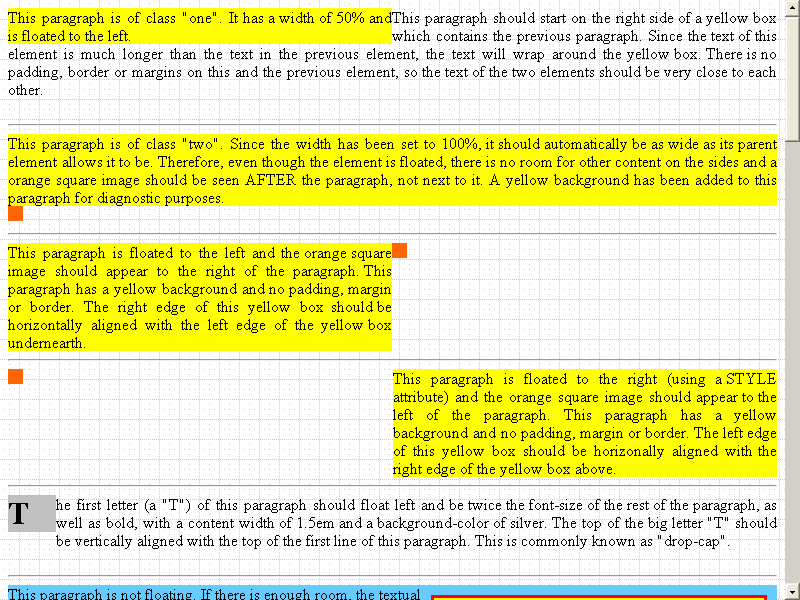 This paragraph is of class "one". It has a width of 50% and
is floated to the left.
This paragraph should start on the right side of a yellow box
which contains the previous paragraph. Since the text of this
element is much longer than the text in the previous element, the text will wrap around the yellow box. There is no
padding, border or margins on this and the previous element, so the text of the two elements should be very close to each
other.
This paragraph is of class "two". Since the width has been set to 100%, it should automatically be as wide as its parent
element allows it to be. Therefore, even though the element is floated, there is no room for other content on the sides and a
orange square image should be seen AFTER the paragraph, not next to it. A yellow background has been added to this
paragraph for diagnostic purposes.
This paragraph is floated to the left and the orange square
image should appear to the right of the paragraph. This
paragraph has a yellow background and no padding, margin
or border. The right edge of this yellow box should be
horizontally aligned with the left edge of the yellow box
underneath.
This paragraph is floated to the right (using a STYLE
attribute) and the orange square image should appear to the
left of the paragraph. This paragraph has a yellow
background and no padding, margin or border. The left edge
of this yellow box should be horizonally aligned with the
right edge of the yellow box above.
The first letter (a "T") of this paragraph should float left and be twice the font-size of the rest of the paragraph, as
well as bold, with a content width of 1.5em and a background-color of silver. The top of the big letter "T" should
be vertically aligned with the top of the first line of this paragraph. This is commonly known as "drop-cap".
This paragraph is not floating. If there is enough room, the textual